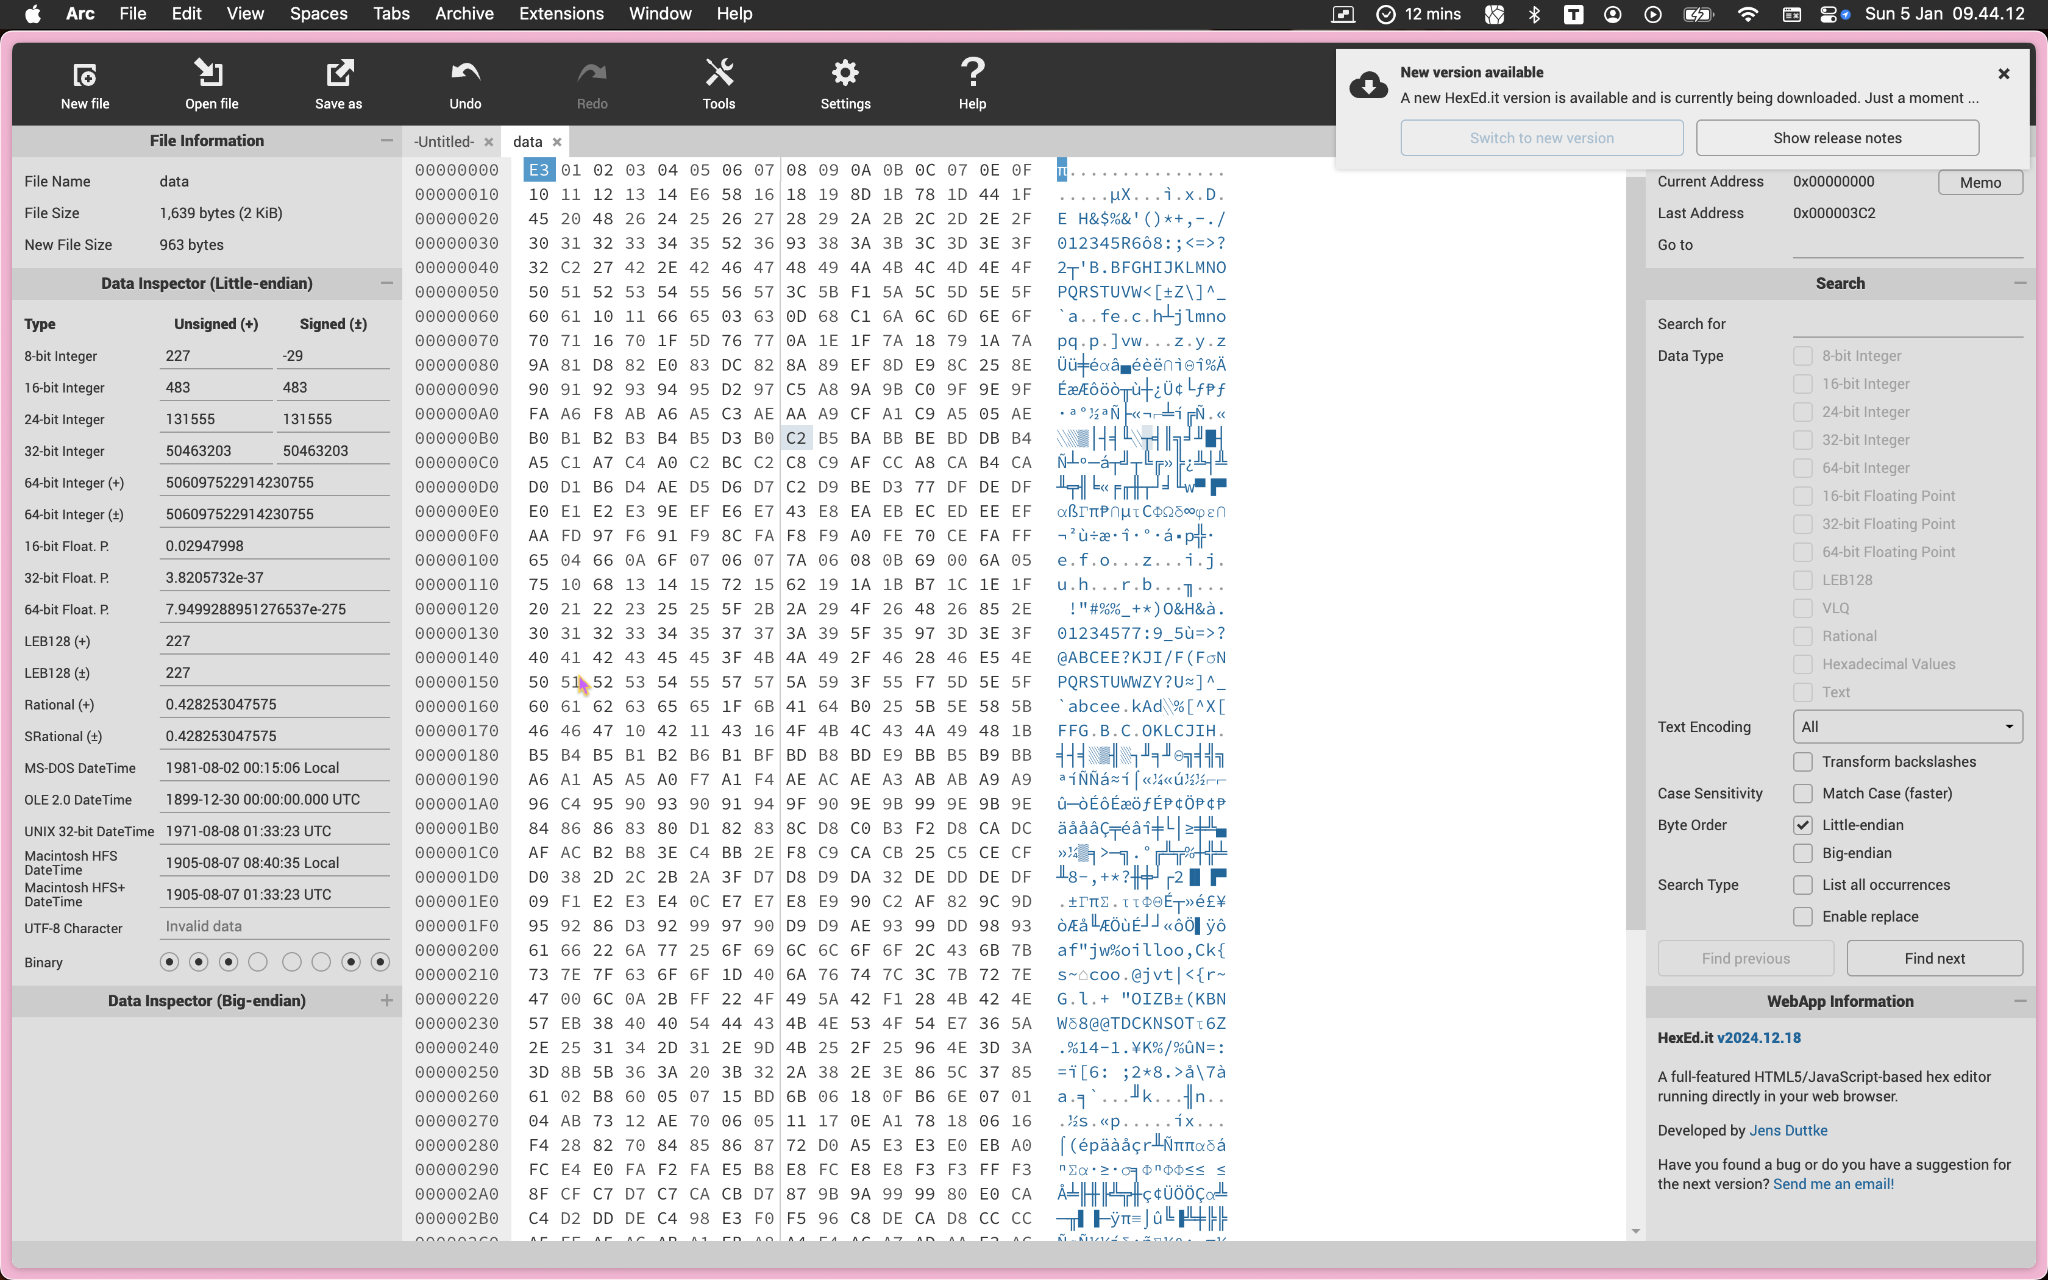 Arc File Edit View Spaces Tabs Archive Extensions Window Help 12 mins Sun 5 Jan 09.44.12
New file Open file Save as Undo Redo Tools Settings Help
New version available
A new HexEd.it version is available and is currently being downloaded. Just a moment ...
Switch to new version Show release notes
File Information
File Name data
File Size 1,639 bytes (2 KiB)
New File Size 963 bytes
Data Inspector (Little-endian)
Type Unsigned (+) Signed (±)
8-bit Integer 227 -29
16-bit Integer 483 483
24-bit Integer 131555 131555
32-bit Integer 50463203 50463203
64-bit Integer (+) 506097522914230755
64-bit Integer (±) 506097522914230755
16-bit Float. P. 0.02947998
32-bit Float. P. 3.8205732e-37
64-bit Float. P. 7.9499288951276537e-275
LEB128 (+) 227
LEB128 (±) 227
Rational (+) 0.428253047575
SRational (±) 0.428253047575
MS-DOS DateTime 1981-08-02 00:15:06 Local
OLE 2.0 DateTime 1899-12-30 00:00:00.000 UTC
UNIX 32-bit DateTime 1971-08-08 01:33:23 UTC
Macintosh HFS DateTime 1905-08-07 08:40:35 Local
Macintosh HFS+ DateTime 1905-08-07 01:33:23 UTC
UTF-8 Character Invalid data
Binary
Data Inspector (Big-endian)
-Untitled- data
00000000 E3 01 02 03 04 05 06 07 08 09 0A 0B 0C 07 0E 0F
00000010 10 11 12 13 14 E6 58 16 18 19 8D 1B 78 1D 44 1F
00000020 45 20 48 26 24 25 26 27 28 29 2A 2B 2C 2D 2E 2F
00000030 30 31 32 33 34 35 52 36 93 38 3A 3B 3C 3D 3E 3F
00000040 32 C2 27 42 2E 42 46 47 48 49 4A 4B 4C 4D 4E 4F
00000050 50 51 52 53 54 55 56 57 3C 5B F1 5A 5C 5D 5E 5F
00000060 60 61 10 11 66 65 03 63 0D 68 C1 6A 6C 6D 6E 6F
00000070 70 71 16 70 1F 5D 76 77 0A 1E 1F 7A 18 79 1A 7A
00000080 9A 81 D8 82 E0 83 DC 82 8A 89 EF 8D E9 8C 25 8E
00000090 90 91 92 93 94 95 D2 97 C5 A8 9A 9B C0 9F 9E 9F
000000A0 FA A6 F8 AB A6 A5 C3 AE AA A9 CF A1 C9 A5 05 AE
000000B0 B0 B1 B2 B3 B4 B5 D3 B0 C2 B5 BA BB BE BD DB B4
000000C0 A5 C1 A7 C4 A0 C2 BC C2 C8 C9 AF CC A8 CA B4 CA
000000D0 D0 D1 B6 D4 AE D5 D6 D7 C2 D9 BE D3 77 DF DE DF
000000E0 E0 E1 E2 E3 9E EF E6 E7 43 E8 EA EB EC ED EE EF
000000F0 AA FD 97 F6 91 F9 8C FA F8 F9 A0 FE 70 CE FA FF
00000100 65 04 66 0A 6F 07 06 07 7A 06 08 0B 69 00 6A 05
00000110 75 10 68 13 14 15 72 15 62 19 1A 1B B7 1C 1E 1F
00000120 20 21 22 23 25 25 5F 2B 2A 29 4F 26 48 26 85 2E
00000130 30 31 32 33 34 35 37 37 3A 39 5F 35 97 3D 3E 3F
00000140 40 41 42 43 45 45 3F 4B 4A 49 2F 46 28 46 E5 4E
00000150 50 51 52 53 54 55 57 57 5A 59 3F 55 F7 5D 5E 5F
00000160 60 61 62 63 65 65 1F 6B 41 64 B0 25 5B 5E 58 5B
00000170 46 46 47 10 42 11 43 16 4F 4B 4C 43 4A 49 48 1B
00000180 B5 B4 B5 B1 B2 B6 B1 BF BD B8 BD E9 BB B5 B9 BB
00000190 A6 A1 A5 A5 A0 F7 A1 F4 AE AC AE A3 AB AB A9 A9
000001A0 96 C4 95 90 93 90 91 94 9F 90 9E 9B 99 9E 9B 9E
000001B0 84 86 86 83 80 D1 82 83 8C D8 C0 B3 F2 D8 CA DC
000001C0 AF AC B2 B8 3E C4 BB 2E F8 C9 CA CB 25 C5 CE CF
000001D0 D0 38 2D 2C 2B 2A 3F D7 D8 D9 DA 32 DE DD DE DF
000001E0 09 F1 E2 E3 E4 0C E7 E7 E8 E9 90 C2 AF 82 9C 9D
000001F0 95 92 86 D3 92 99 97 90 D9 D9 AE 93 99 DD 98 93
00000200 61 66 22 6A 77 25 6F 69 6C 6C 6F 6F 2C 43 6B 7B
00000210 73 7E 7F 63 6F 6F 1D 40 6A 76 74 7C 3C 7B 72 7E
00000220 47 00 6C 0A 2B FF 22 4F 49 5A 42 F1 28 4B 42 4E
00000230 57 EB 38 40 40 54 44 43 4B 4E 53 4F 54 E7 36 5A
00000240 2E 25 31 34 2D 31 2E 9D 4B 25 2F 25 96 4E 3D 3A
00000250 3D 8B 5B 36 3A 20 3B 32 2A 38 2E 3E 86 5C 37 85
00000260 61 02 B8 60 05 07 15 BD 6B 06 18 0F B6 6E 07 01
00000270 04 AB 73 12 AE 70 06 05 11 17 0E A1 78 18 06 16
00000280 F4 28 82 70 84 85 86 87 72 D0 A5 E3 E3 E0 EB A0
00000290 FC E4 E0 FA F2 FA E5 B8 E8 FC E8 E8 F3 F3 FF F3
000002A0 8F CF C7 D7 C7 CA CB D7 87 9B 9A 99 99 80 E0 CA
000002B0 C4 D2 DD DE C4 98 E3 F0 F5 96 C8 DE CA D8 CC CC
Current Address 0x00000000 Memo
Last Address 0x000003C2
Go to
Search
Search for
Data Type 8-bit Integer
16-bit Integer
24-bit Integer
32-bit Integer
64-bit Integer
16-bit Floating Point
32-bit Floating Point
64-bit Floating Point
LEB128
VLQ
Rational
Hexadecimal Values
Text
Text Encoding All
Transform backslashes
Case Sensitivity Match Case (faster)
Byte Order Little-endian
Big-endian
Search Type List all occurrences
Enable replace
Find previous Find next
WebApp Information
HexEd.it v2024.12.18
A full-featured HTML5/JavaScript-based hex editor
running directly in your web browser.
Developed by Jens Duttke
Have you found a bug or do you have a suggestion for
the next version? Send me an email!